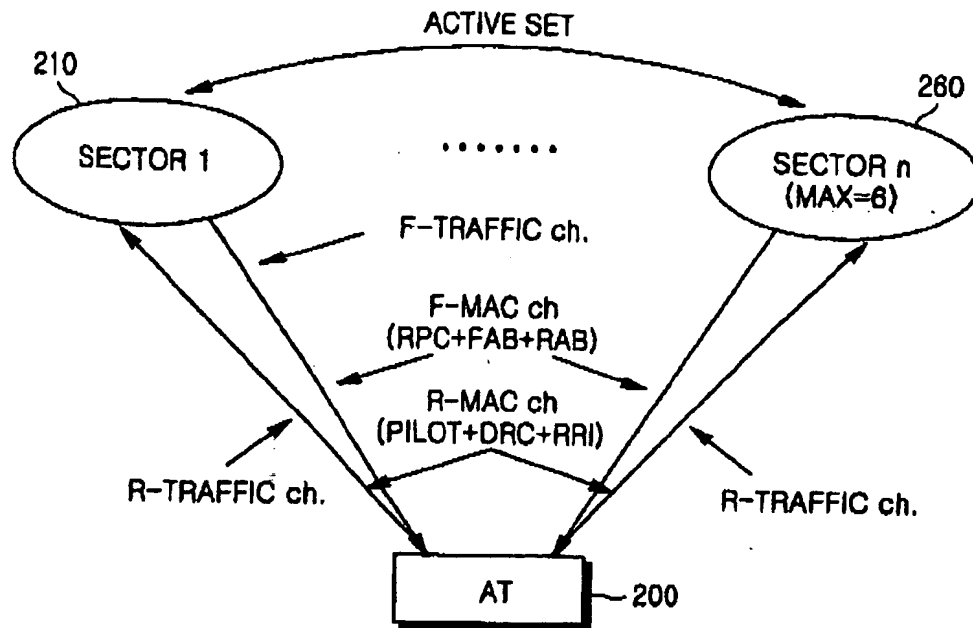 ACTIVE SET
210
260
SECTOR 1
.......
SECTOR n
(MAX=6)
F-TRAFFIC ch.
F-MAC ch
(RPC+FAB+RAB)
R-MAC ch
(PILOT+DRC+RRI)
R-TRAFFIC ch.
R-TRAFFIC ch.
AT
200